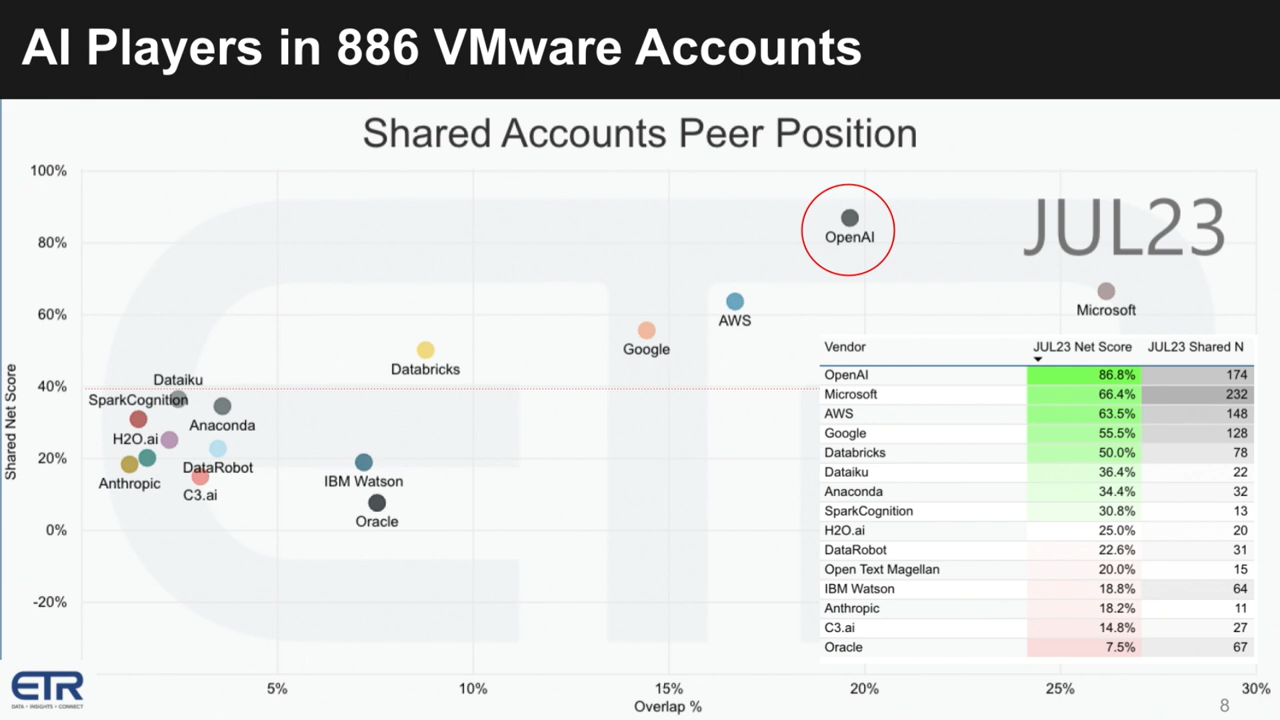 AI Players in 886 VMware Accounts
Shared Accounts Peer Position
JUL23
100%
80%
60%
40%
20%
0%
-20%
Shared Net Score
OpenAI
Microsoft
AWS
Google
Databricks
Dataiku
SparkCognition
Anaconda
H2O.ai
DataRobot
Anthropic
C3.ai
IBM Watson
Oracle
Vendor JUL23 Net Score JUL23 Shared N
OpenAI 86.8% 174
Microsoft 66.4% 232
AWS 63.5% 148
Google 55.5% 128
Databricks 50.0% 78
Dataiku 36.4% 22
Anaconda 34.4% 32
SparkCognition 30.8% 13
H2O.ai 25.0% 20
DataRobot 22.6% 31
Open Text Magellan 20.0% 15
IBM Watson 18.8% 64
Anthropic 18.2% 11
C3.ai 14.8% 27
Oracle 7.5% 67
5% 10% 15% 20% 25% 30%
Overlap %
ETR
DATA • INSIGHTS • CONNECT
8